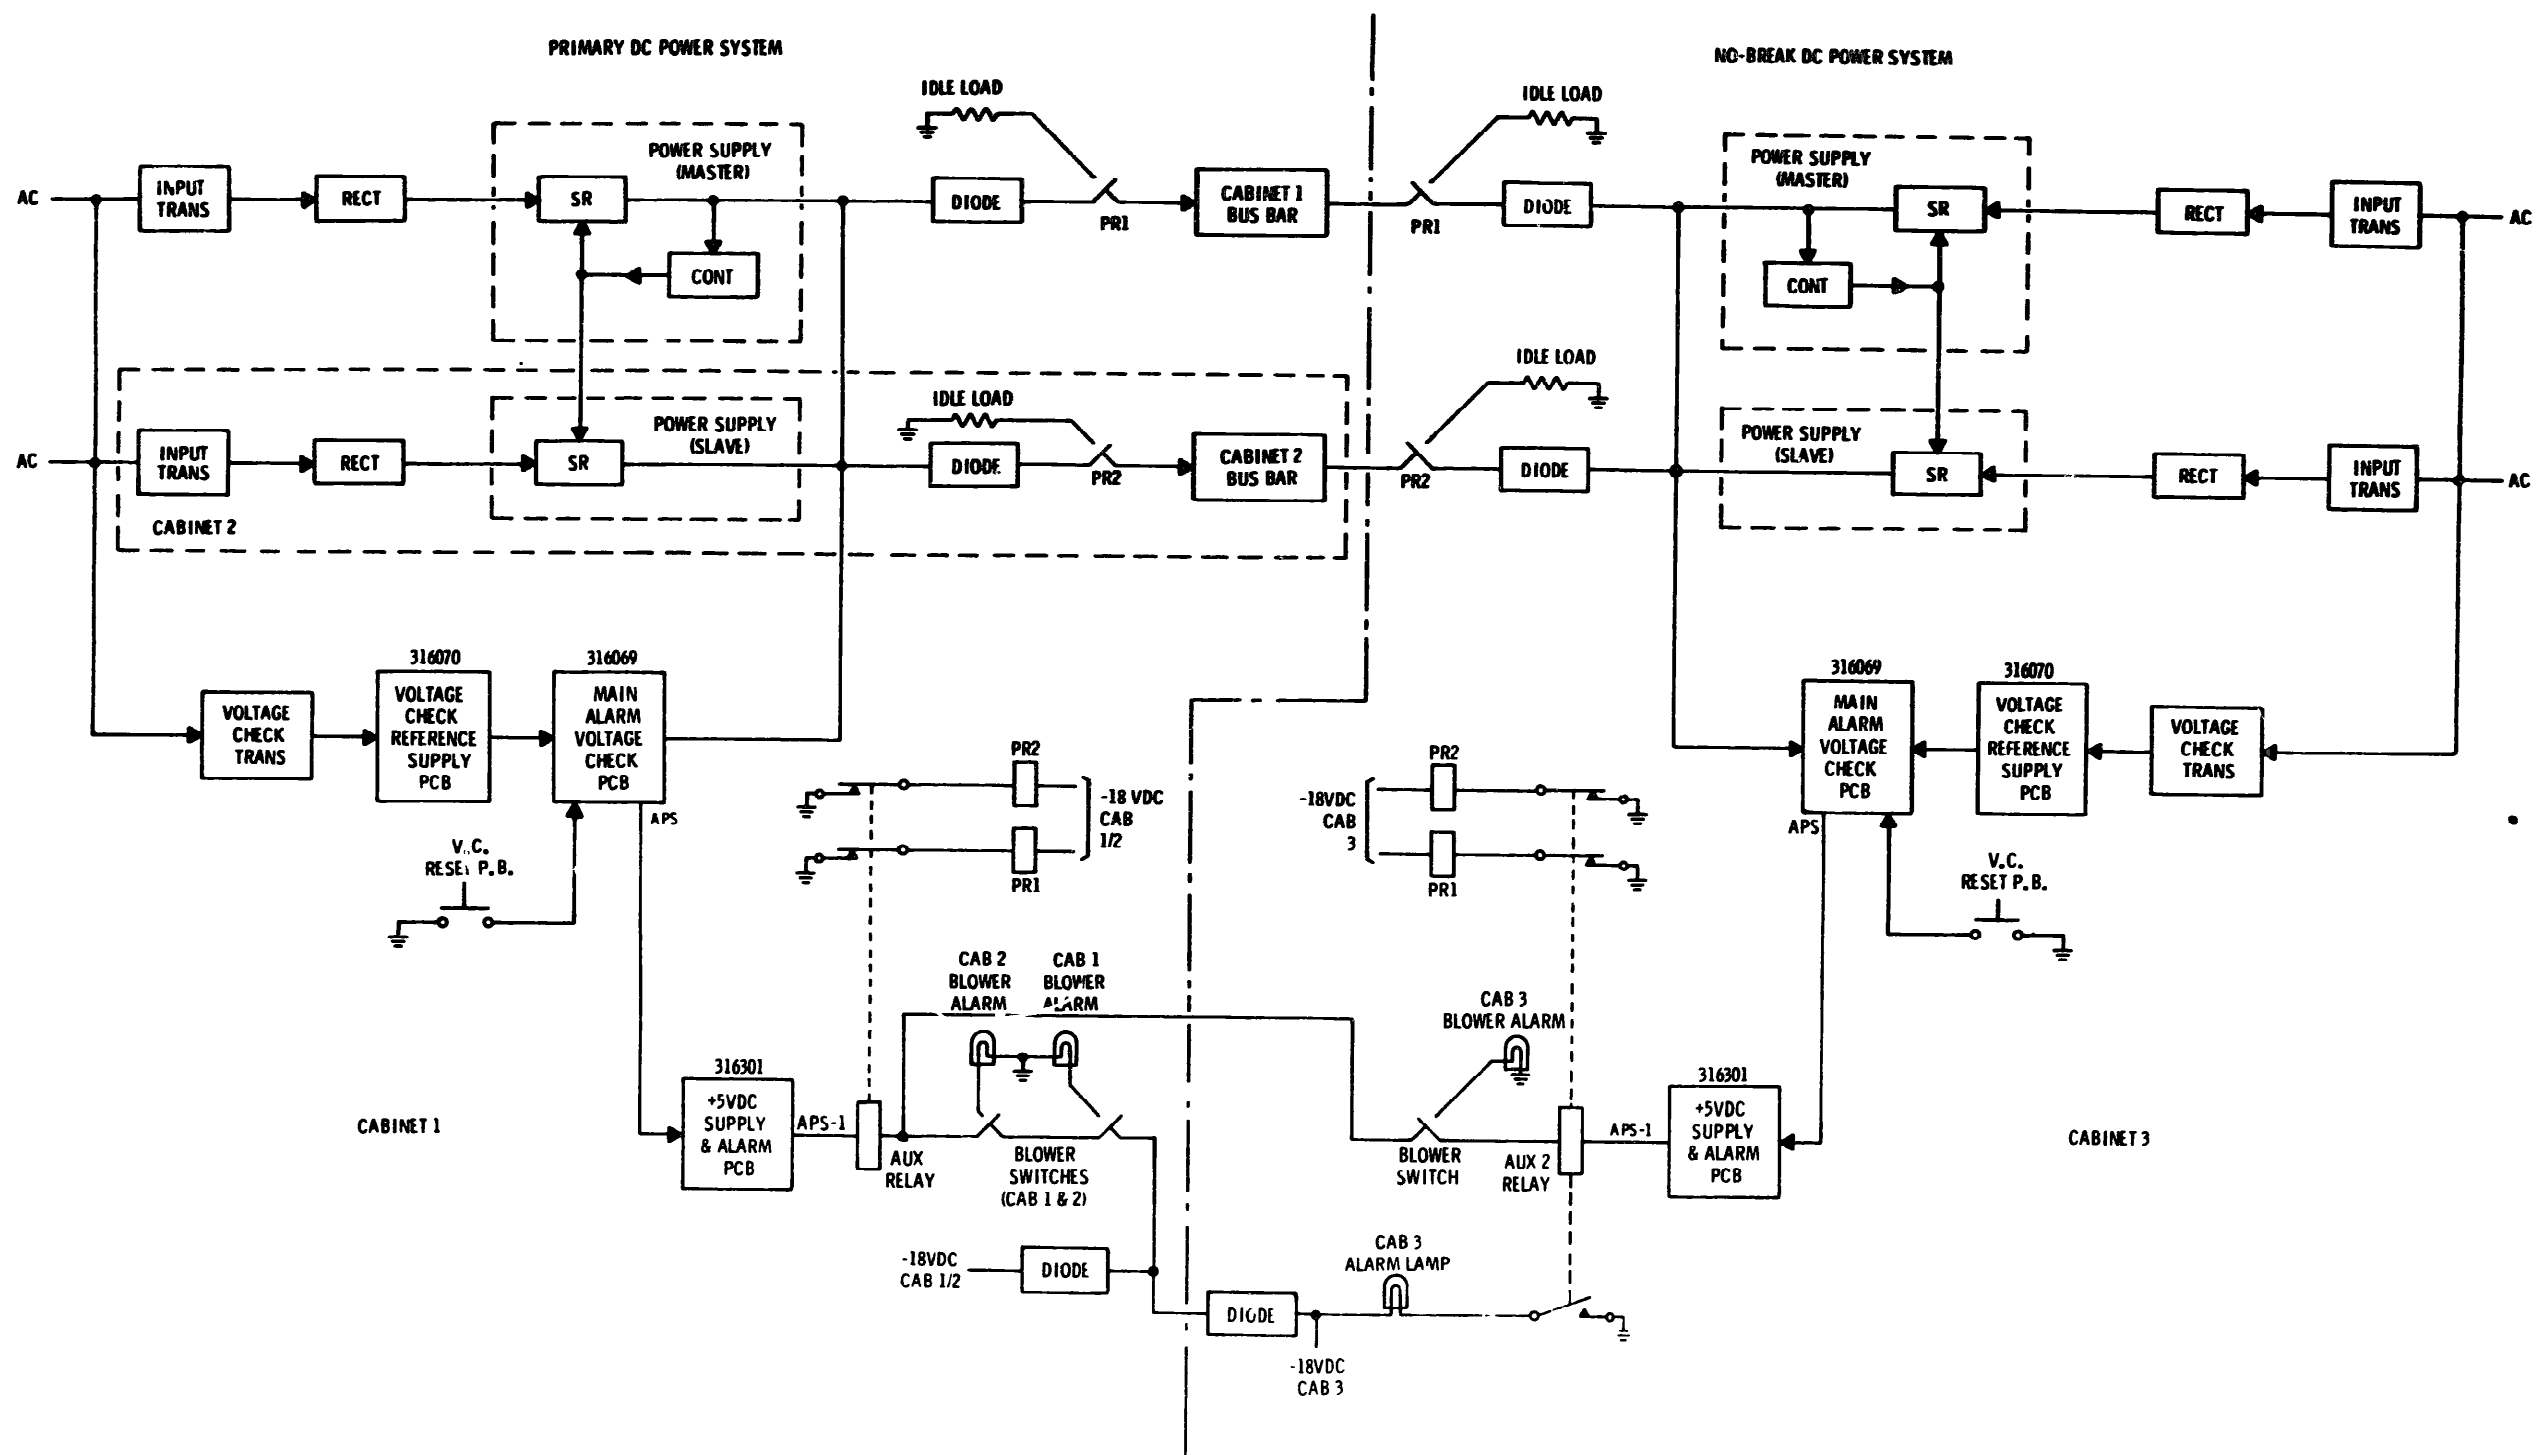 PRIMARY DC POWER SYSTEM
NO-BREAK DC POWER SYSTEM
IDLE LOAD
IDLE LOAD
AC
INPUT
TRANS
RECT
POWER SUPPLY
(MASTER)
SR
CONT
DIODE
PR1
CABINET 1
BUS BAR
PR1
DIODE
POWER SUPPLY
(MASTER)
SR
CONT
RECT
INPUT
TRANS
AC
IDLE LOAD
IDLE LOAD
AC
INPUT
TRANS
RECT
POWER SUPPLY
(SLAVE)
SR
DIODE
PR2
CABINET 2
BUS BAR
PR2
DIODE
POWER SUPPLY
(SLAVE)
SR
RECT
INPUT
TRANS
AC
CABINET 2
VOLTAGE
CHECK
TRANS
316070
VOLTAGE
CHECK
REFERENCE
SUPPLY
PCB
316069
MAIN
ALARM
VOLTAGE
CHECK
PCB
APS
V.C.
RESET P.B.
PR2
PR1
-18 VDC
CAB
1/2
-18VDC
CAB
3
PR2
PR1
316069
MAIN
ALARM
VOLTAGE
CHECK
PCB
316070
VOLTAGE
CHECK
REFERENCE
SUPPLY
PCB
VOLTAGE
CHECK
TRANS
APS
V.C.
RESET P.B.
CAB 2
BLOWER
ALARM
CAB 1
BLOWER
ALARM
CAB 3
BLOWER ALARM
CABINET 1
316301
+5VDC
SUPPLY
& ALARM
PCB
APS-1
AUX
RELAY
BLOWER
SWITCHES
(CAB 1 & 2)
BLOWER
SWITCH
AUX 2
RELAY
APS-1
316301
+5VDC
SUPPLY
& ALARM
PCB
CABINET 3
-18VDC
CAB 1/2
DIODE
DIODE
CAB 3
ALARM LAMP
-18VDC
CAB 3